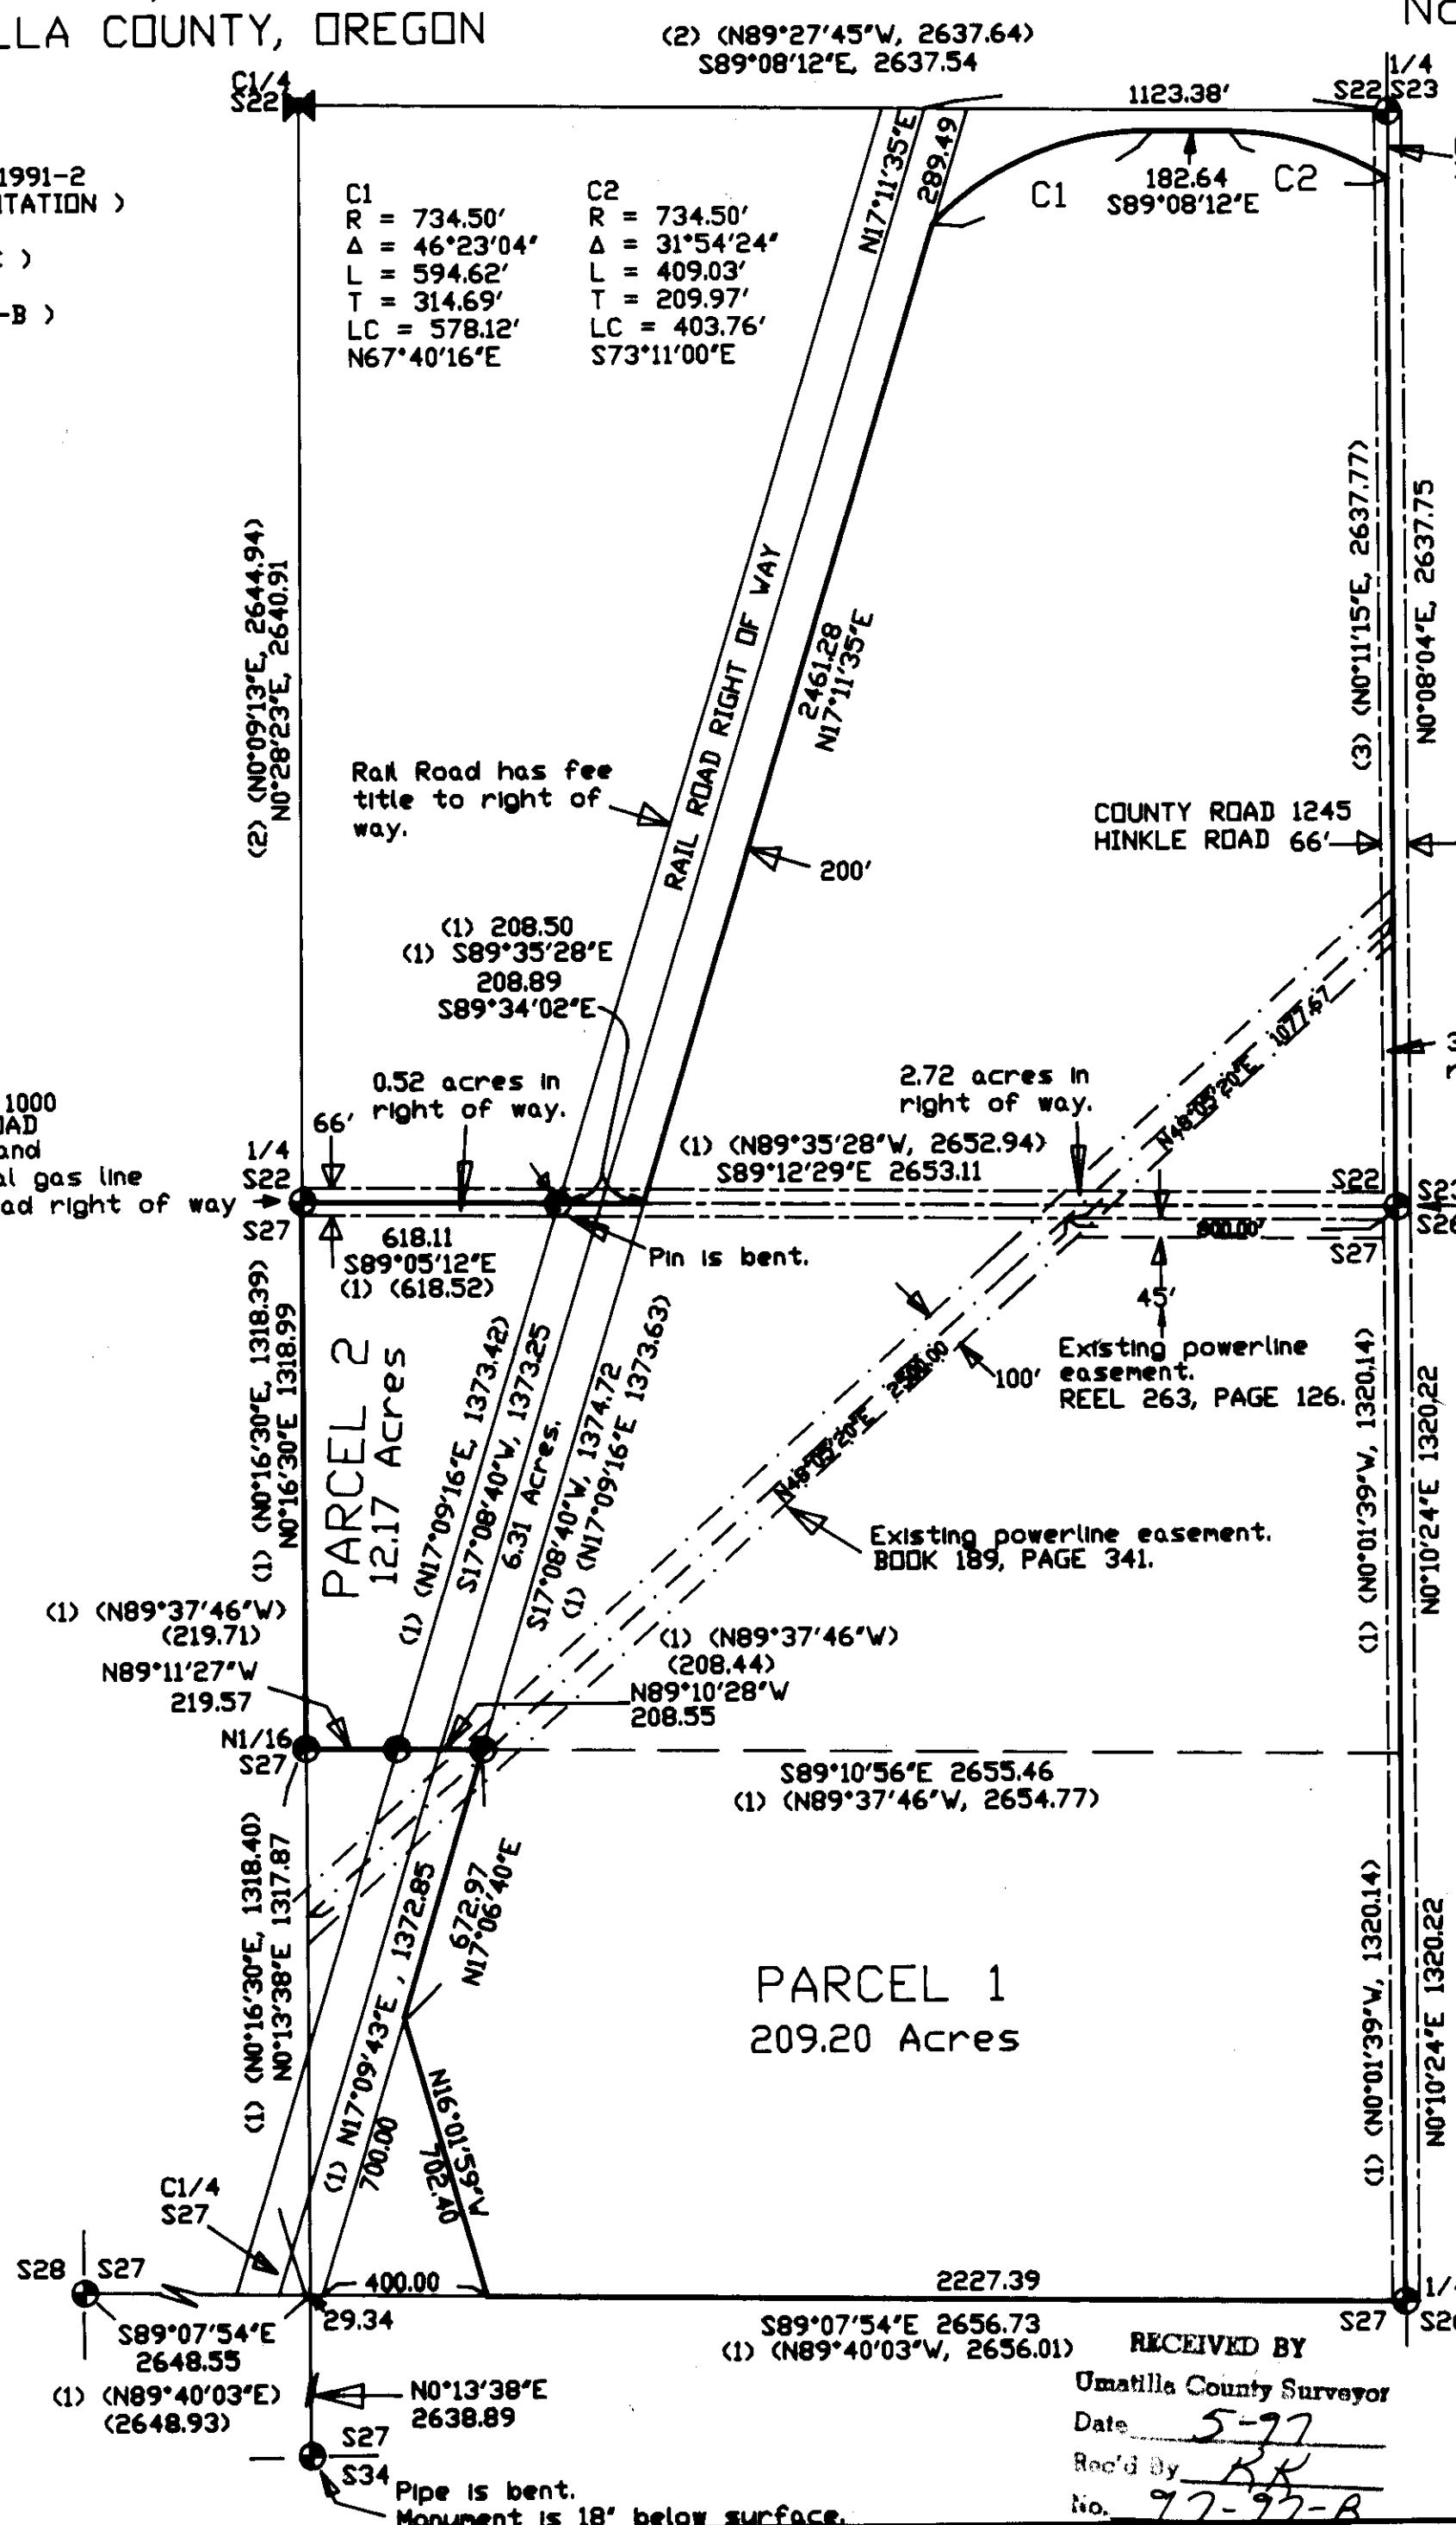 LLA COUNTY, OREGON
(2) (N89°27'45"W, 2637.64)
S89°08'12"E, 2637.54
C1/4
S22
1/4
S22 S23
1123.38'
1991-2
TATION )
-B )
C1
R = 734.50'
Δ = 46°23'04"
L = 594.62'
T = 314.69'
LC = 578.12'
N67°40'16"E
C2
R = 734.50'
Δ = 31°54'24"
L = 409.03'
T = 209.97'
LC = 403.76'
S73°11'00"E
N17°11'35"E
289.49
C1
182.64
S89°08'12"E
C2
(2) (N0°09'13"E, 2644.94)
N0°28'23"E, 2640.91
RAIL ROAD RIGHT OF WAY
2461.28
N17°11'35"E
(3) (N0°11'15"E, 2637.77)
N0°08'04"E, 2637.75
Rail Road has fee
title to right of
way.
200'
COUNTY ROAD 1245
HINKLE ROAD 66'
(1) 208.50
(1) S89°35'28"E
208.89
S89°34'02"E
N48°05'20"E 1077.67
1000
and
gas line
right of way
66'
0.52 acres in
right of way.
2.72 acres in
right of way.
1/4
S22
S27
(1) (N89°35'28"W, 2652.94)
S89°12'29"E 2653.11
S22
S27
S26
618.11
S89°05'12"E
(1) (618.52)
Pin is bent.
600.00'
45'
Existing powerline
easement.
REEL 263, PAGE 126.
100'
(1) (N0°16'30"E, 1318.39)
N0°16'30"E 1318.99
PARCEL 2
12.17 Acres
(1) (N17°09'16"E, 1373.42)
S17°08'40"W, 1373.25
6.31 Acres.
S17°08'40"W, 1374.72
(1) (N17°09'16"E 1373.63)
N48°05'20"E 2500.00
(1) (N0°01'39"W, 1320.14)
N0°10'24"E 1320.22
Existing powerline easement.
BOOK 189, PAGE 341.
(1) (N89°37'46"W)
(219.71)
N89°11'27"W
219.57
(1) (N89°37'46"W)
(208.44)
N89°10'28"W
208.55
N1/16
S27
S89°10'56"E 2655.46
(1) (N89°37'46"W, 2654.77)
(1) (N0°16'30"E, 1318.40)
N0°13'38"E 1317.87
(1) N17°09'43"E , 1372.85
700.00
672.97
N17°06'40"E
N16°01'59"W
702.40
PARCEL 1
209.20 Acres
(1) (N0°01'39"W, 1320.14)
N0°10'24"E 1320.22
C1/4
S27
S28 S27
400.00
29.34
2227.39
S89°07'54"E 2656.73
(1) (N89°40'03"W, 2656.01)
S27
S89°07'54"E
2648.55
(1) (N89°40'03"E)
(2648.93)
N0°13'38"E
2638.89
S27
S34
Pipe is bent.
Monument is 18" below surface.
RECEIVED BY
Umatilla County Surveyor
Date 5-97
Rec'd By RK
No. 97-97-B